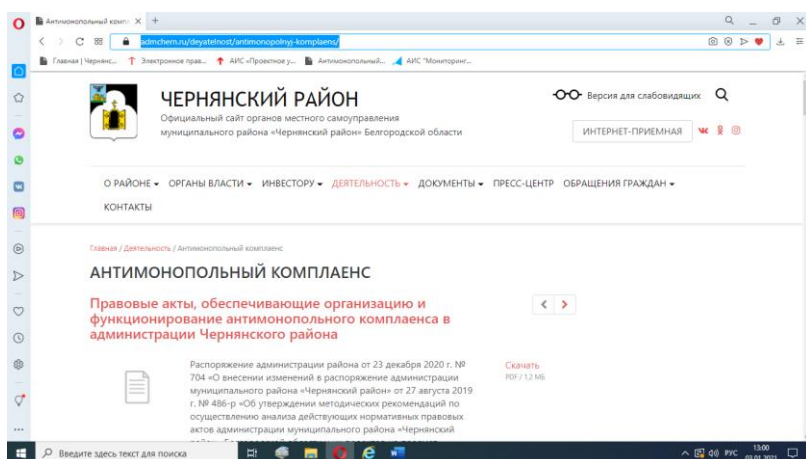 Антимонопольный компл
admchern.ru/deyatelnost/antimonopolnyj-komplaens/
Главная | Чернянс... Электронное прав... АИС «Проектное у... Антимонопольный... АИС "Мониторинг...
ЧЕРНЯНСКИЙ РАЙОН
Официальный сайт органов местного самоуправления
муниципального района «Чернянский район» Белгородской области
Версия для слабовидящих
ИНТЕРНЕТ-ПРИЕМНАЯ
О РАЙОНЕ ОРГАНЫ ВЛАСТИ ИНВЕСТОРУ ДЕЯТЕЛЬНОСТЬ ДОКУМЕНТЫ ПРЕСС-ЦЕНТР ОБРАЩЕНИЯ ГРАЖДАН
КОНТАКТЫ
Главная / Деятельность / Антимонопольный комплаенс
АНТИМОНОПОЛЬНЫЙ КОМПЛАЕНС
Правовые акты, обеспечивающие организацию и
функционирование антимонопольного комплаенса в
администрации Чернянского района
Распоряжение администрации района от 23 декабря 2020 г. №
704 «О внесении изменений в распоряжение администрации
муниципального района «Чернянский район» от 27 августа 2019
г. № 486-р «Об утверждении методических рекомендаций по
осуществлению анализа действующих нормативных правовых
актов администрации муниципального района «Чернянский
Скачать
PDF / 1,2 МБ
Введите здесь текст для поиска
РУС
13:00
03.01.2021